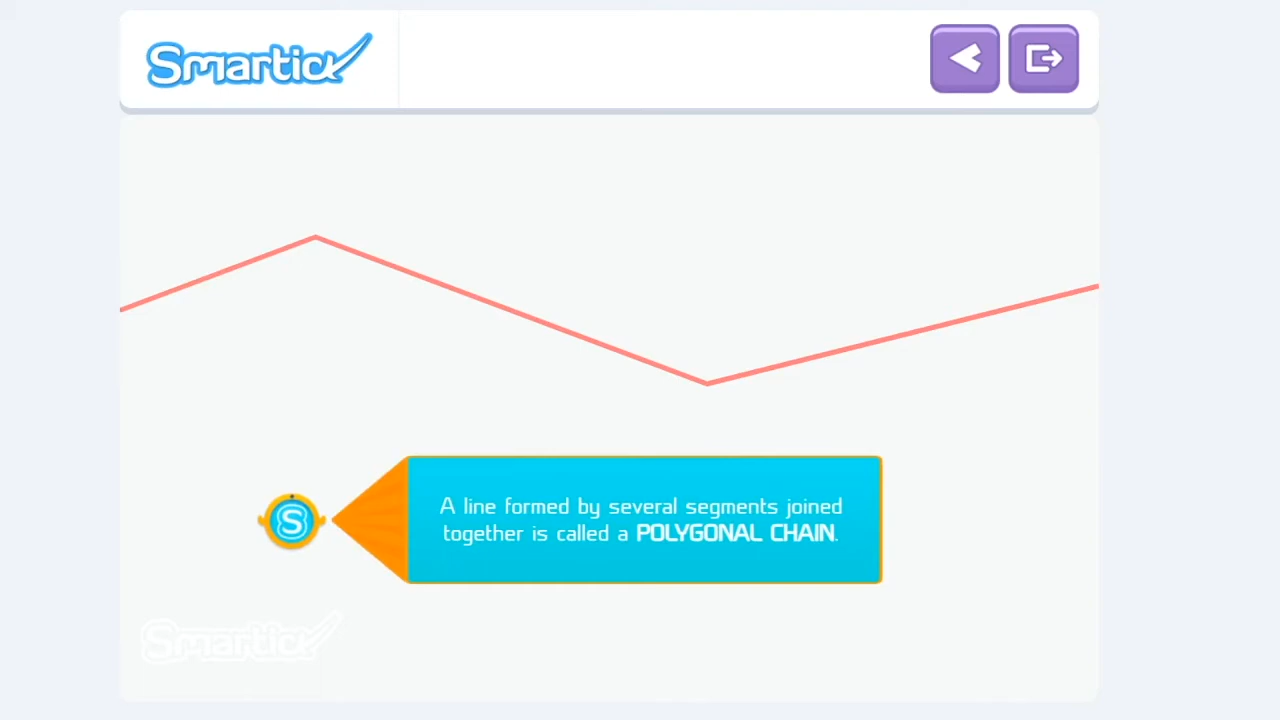 Smartick
S
A line formed by several segments joined
together is called a POLYGONAL CHAIN.
Smartick